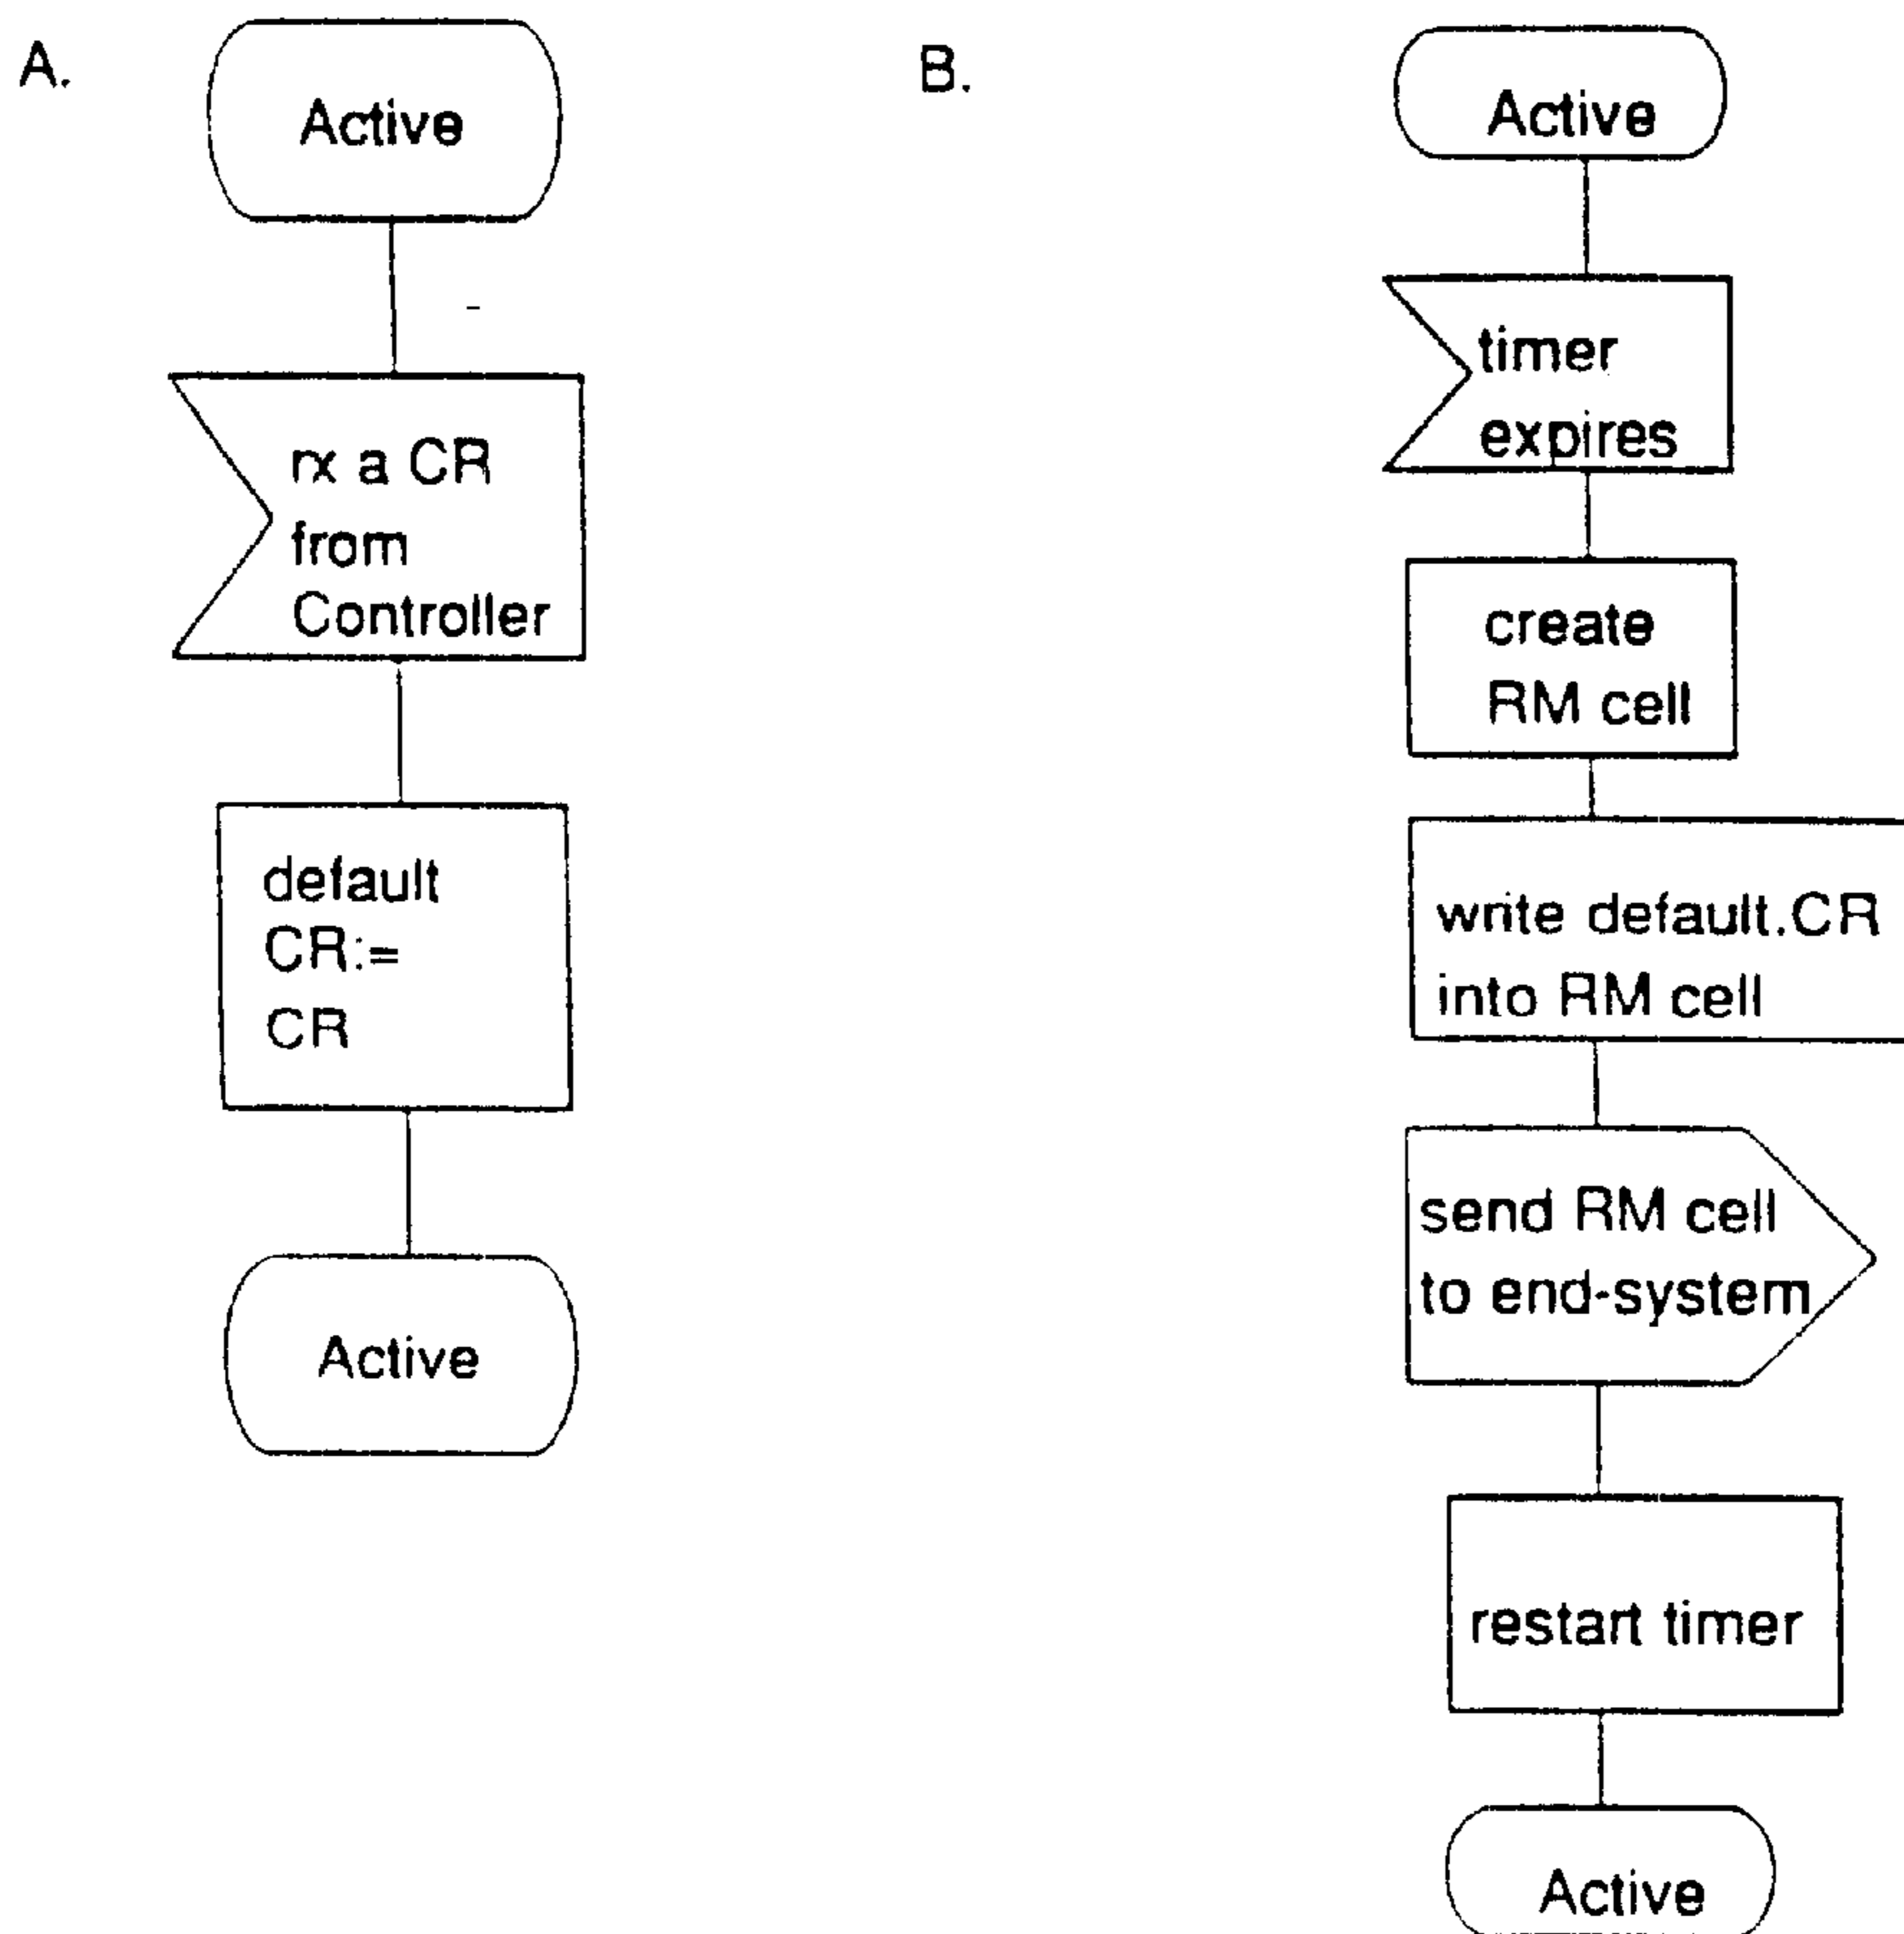 A.
Active
rx a CR
from
Controller
default
CR:=
CR
Active
B.
Active
timer
expires
create
RM cell
write default.CR
into RM cell
send RM cell
to end-system
restart timer
Active